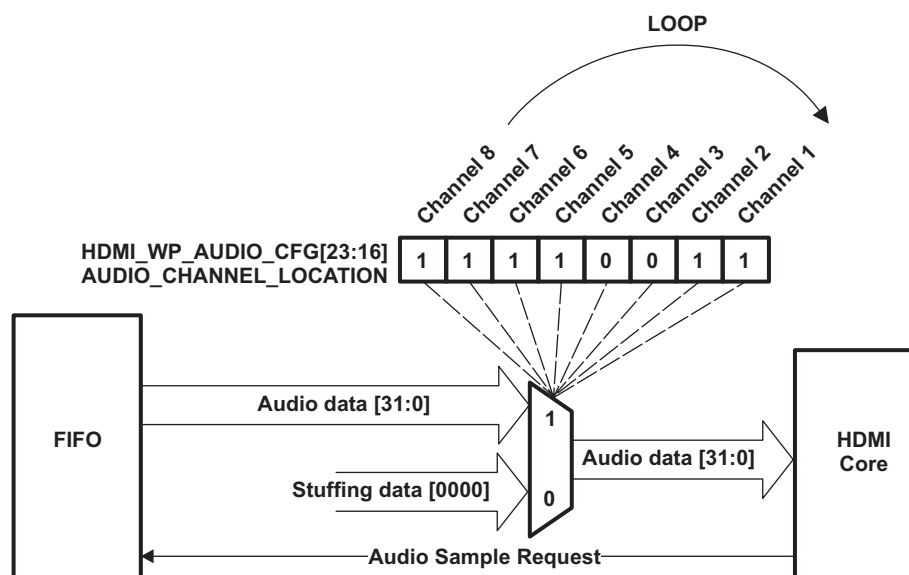 LOOP
Channel 8
Channel 7
Channel 6
Channel 5
Channel 4
Channel 3
Channel 2
Channel 1
HDMI_WP_AUDIO_CFG[23:16]
AUDIO_CHANNEL_LOCATION
1 1 1 1 0 0 1 1
FIFO
Audio data [31:0]
Stuffing data [0000]
1
0
Audio data [31:0]
HDMI
Core
Audio Sample Request